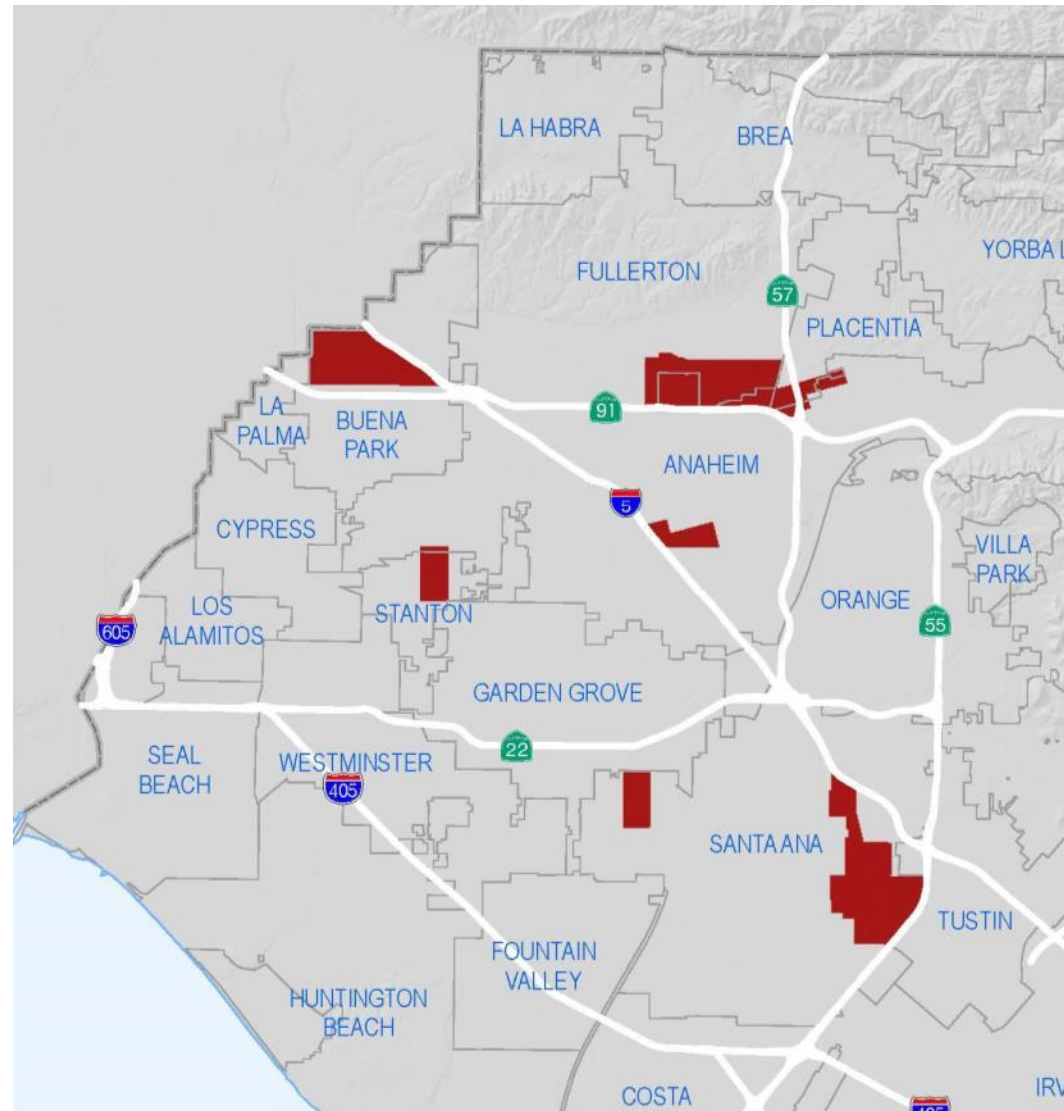 LA HABRA
BREA
YORBA L
FULLERTON
57
PLACENTIA
LA
PALMA
BUENA
PARK
91
ANAHEIM
5
CYPRESS
VILLA
PARK
STANTON
LOS
ALAMITOS
ORANGE
605
55
GARDEN GROVE
SEAL
BEACH
WESTMINSTER
22
405
SANTA ANA
TUSTIN
FOUNTAIN
VALLEY
HUNTINGTON
BEACH
COSTA
IRV
405